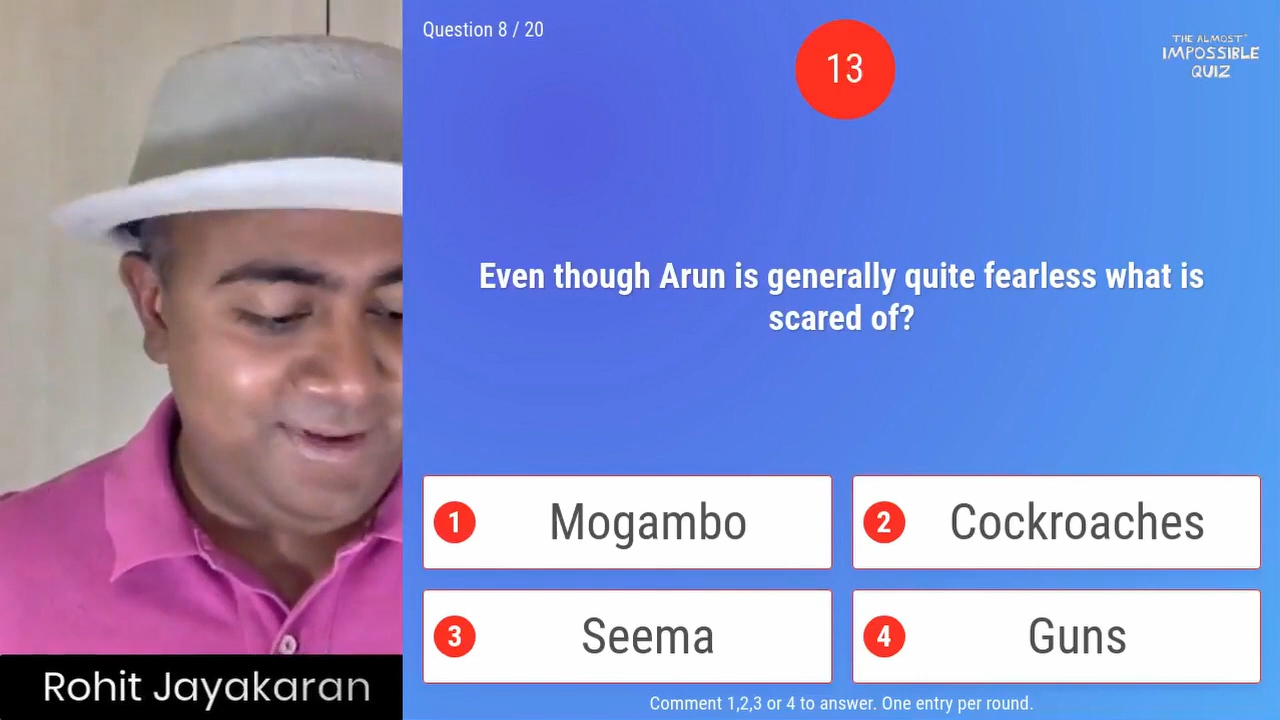 Question 8 / 20
13
THE ALMOST*
IMPOSSIBLE
QUIZ
Even though Arun is generally quite fearless what is
scared of?
1 Mogambo
2 Cockroaches
3 Seema
4 Guns
Comment 1,2,3 or 4 to answer. One entry per round.
Rohit Jayakaran